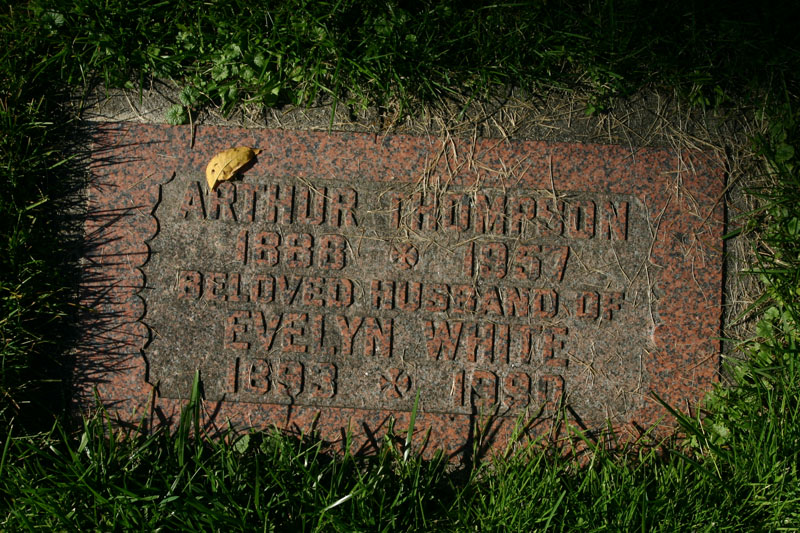 ARTHUR THOMPSON
1888 1957
BELOVED HUSBAND OF
EVELYN WHITE
1893 1990